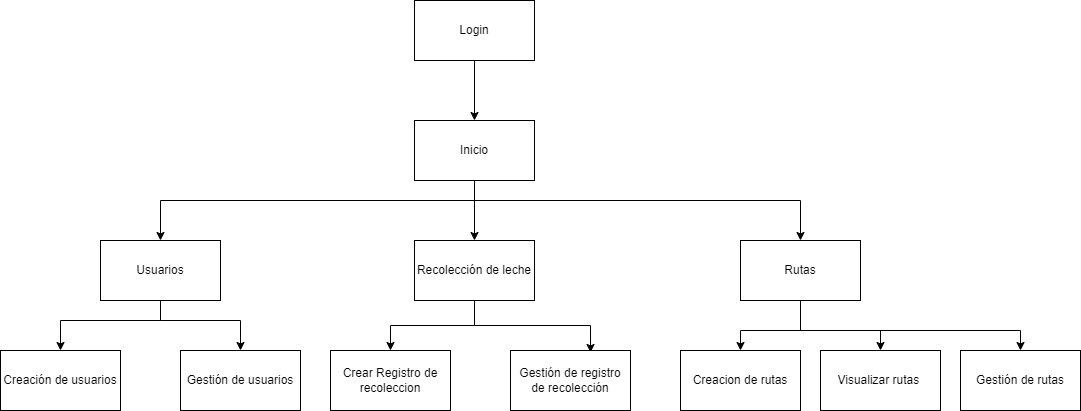 Login
Inicio
Usuarios
Recolección de leche
Rutas
Creación de usuarios
Gestión de usuarios
Crear Registro de
recoleccion
Gestión de registro
de recolección
Creacion de rutas
Visualizar rutas
Gestión de rutas